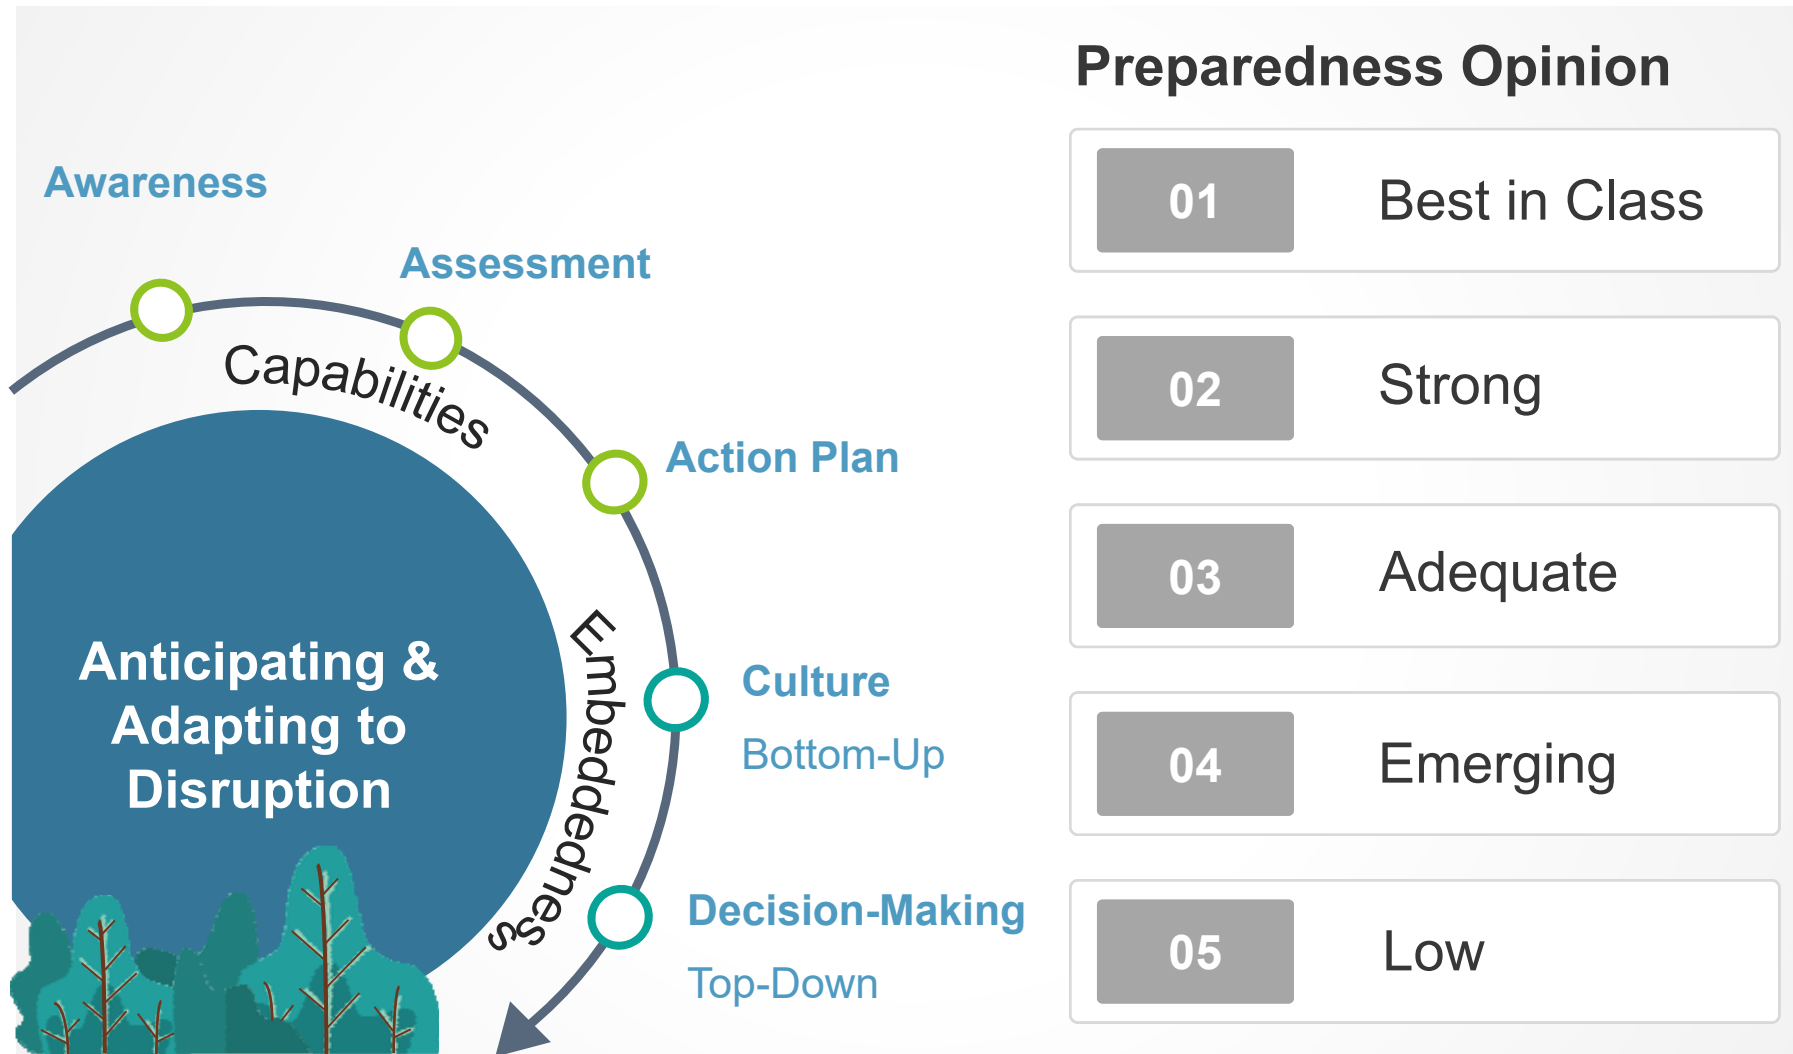 Awareness
Assessment
Action Plan
Capabilities
Embeddedness
Culture
Bottom-Up
Decision-Making
Top-Down
Anticipating &
Adapting to
Disruption
Preparedness Opinion
01 Best in Class
02 Strong
03 Adequate
04 Emerging
05 Low